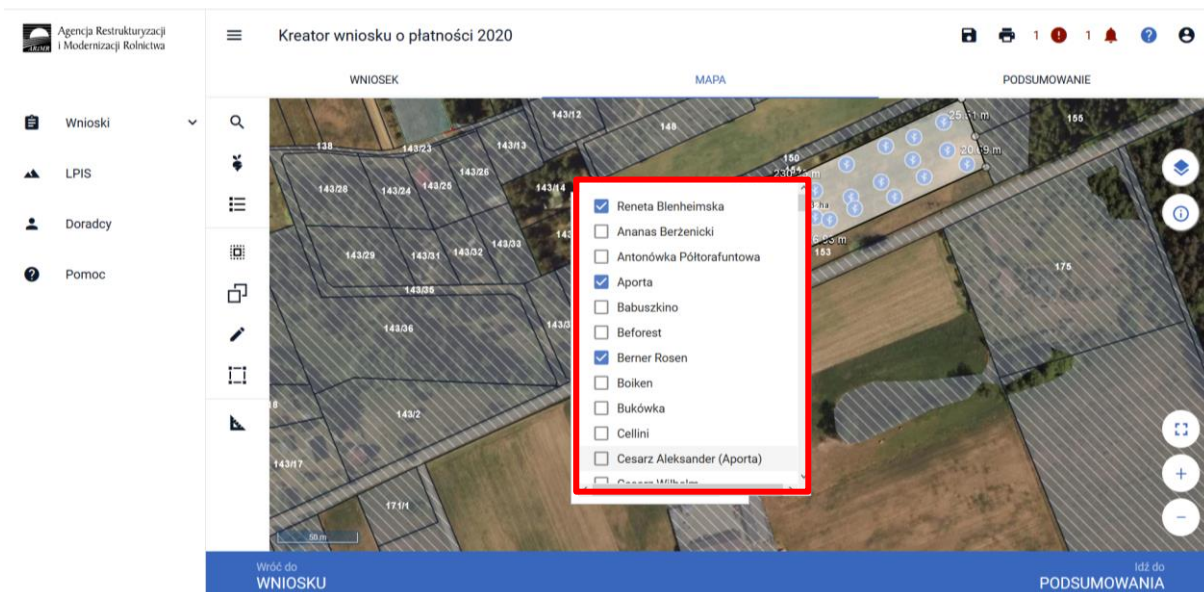 Agencja Restrukturyzacji
i Modernizacji Rolnictwa
ARiMR
Kreator wniosku o płatności 2020
1
1
WNIOSEK
MAPA
PODSUMOWANIE
Wnioski
LPIS
Doradcy
Pomoc
138
143/23
143/13
143/12
148
143/28
143/24
143/25
143/26
143/14
150
155
143/29
143/31
143/32
143/33
153
143/35
143/36
175
143/2
143/17
171/1
50 m
Reneta Blenheimska
Ananas Berżenicki
Antonówka Półtorafuntowa
Aporta
Babuszkino
Beforest
Berner Rosen
Boiken
Bukówka
Cellini
Cesarz Aleksander (Aporta)
Cesarz Wilhelm
Wróć do
WNIOSKU
Idź do
PODSUMOWANIA